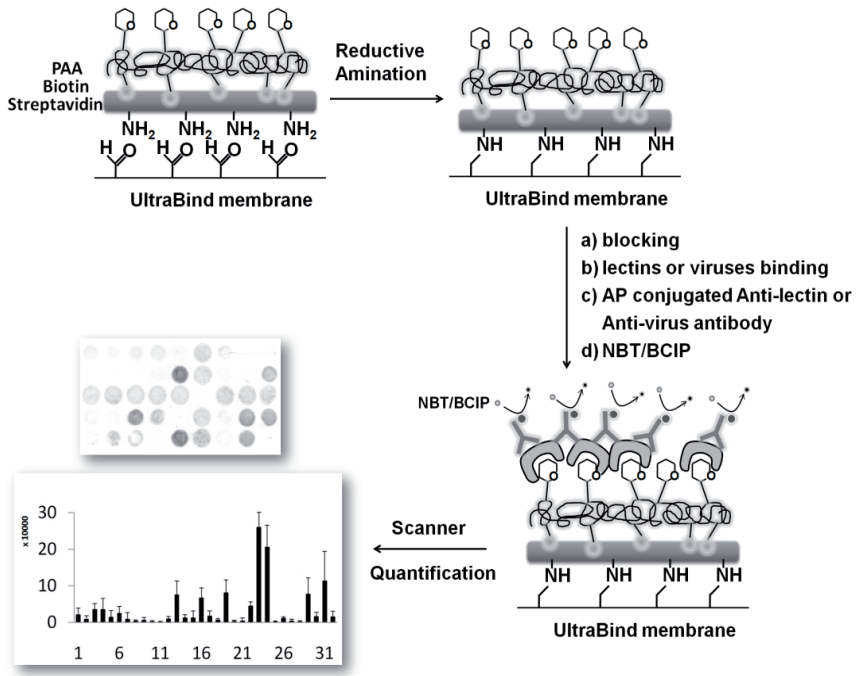 PAA
Biotin
Streptavidin
NH2 NH2 NH2 NH2
H O H O H O H O
UltraBind membrane
Reductive
Amination
O O O O O
NH NH NH NH
UltraBind membrane
a) blocking
b) lectins or viruses binding
c) AP conjugated Anti-lectin or
Anti-virus antibody
d) NBT/BCIP
NBT/BCIP
O O O O O
NH NH NH NH
UltraBind membrane
Scanner
Quantification
x 10000
30
20
10
0
1 6 11 16 21 26 31